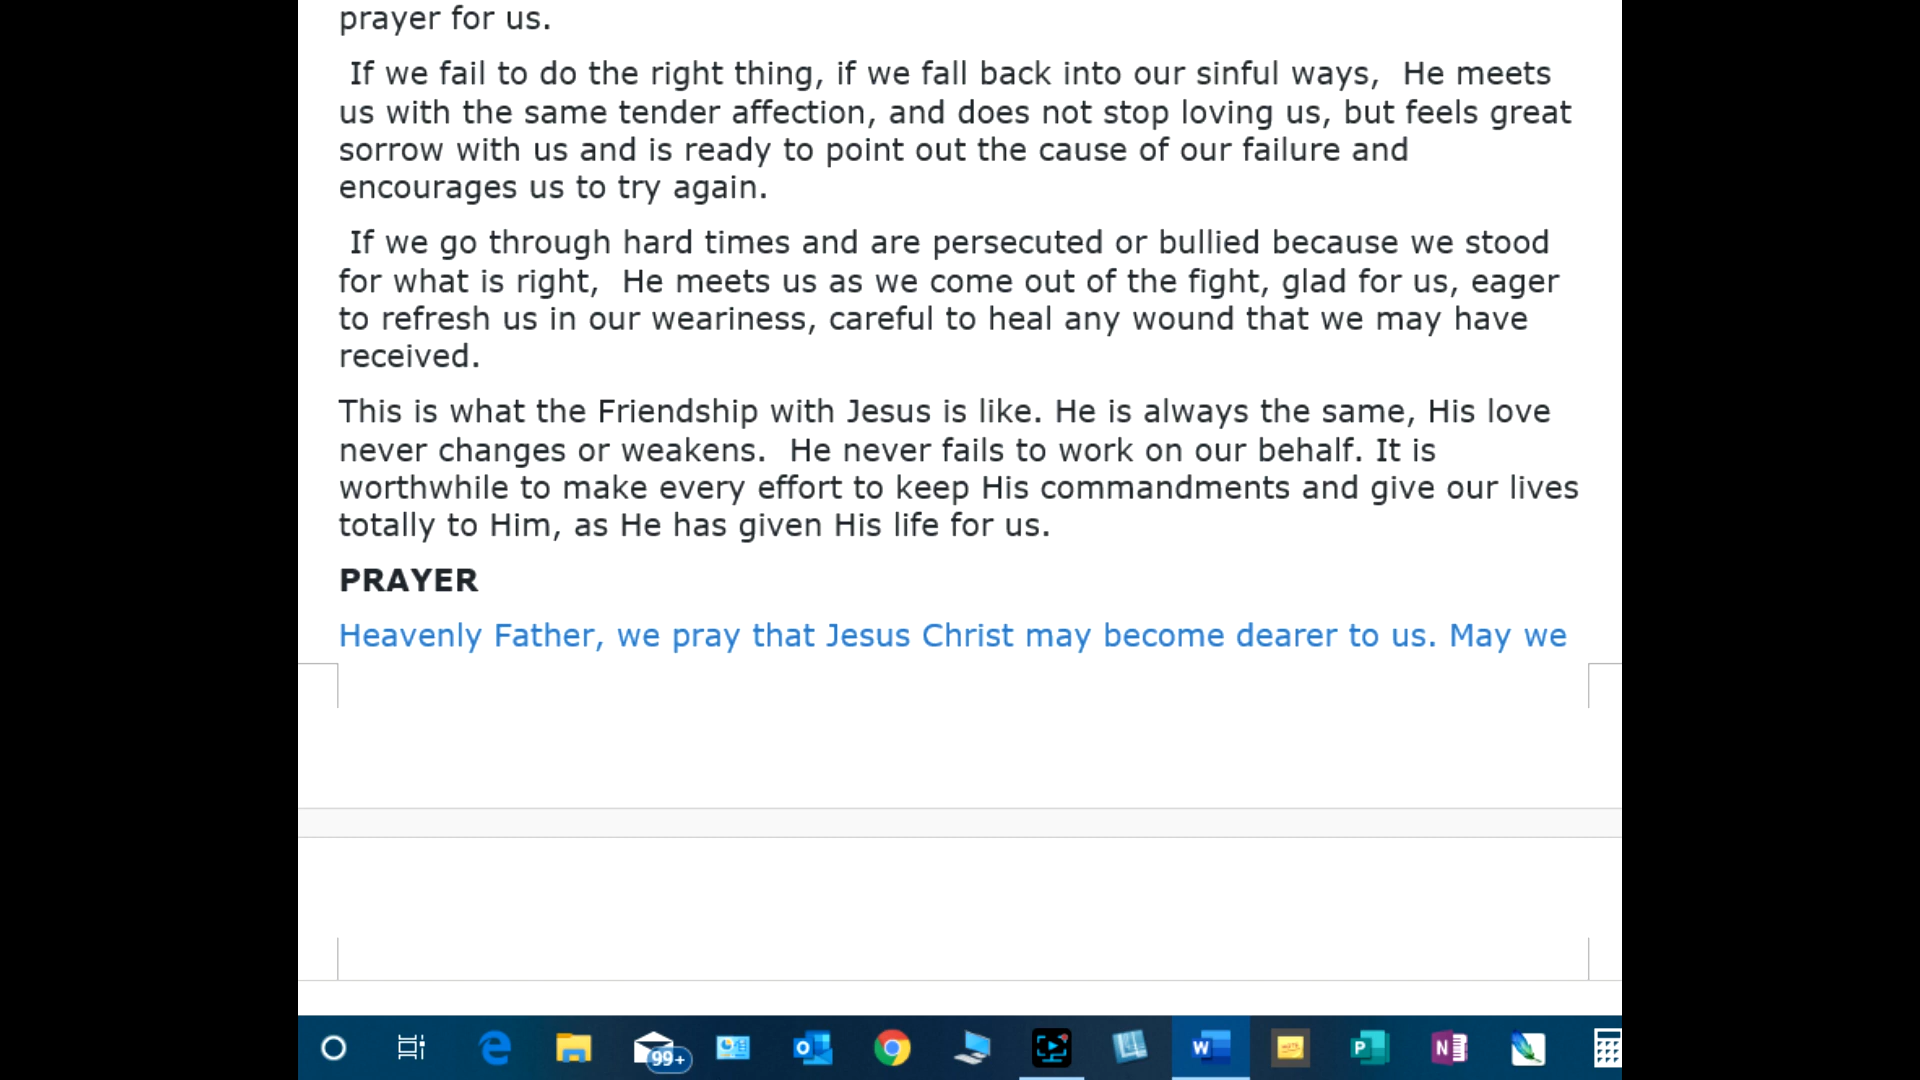 prayer for us.
If we fail to do the right thing, if we fall back into our sinful ways,  He meets
us with the same tender affection, and does not stop loving us, but feels great
sorrow with us and is ready to point out the cause of our failure and
encourages us to try again.
If we go through hard times and are persecuted or bullied because we stood
for what is right,  He meets us as we come out of the fight, glad for us, eager
to refresh us in our weariness, careful to heal any wound that we may have
received.
This is what the Friendship with Jesus is like. He is always the same, His love
never changes or weakens.  He never fails to work on our behalf. It is
worthwhile to make every effort to keep His commandments and give our lives
totally to Him, as He has given His life for us.
PRAYER
Heavenly Father, we pray that Jesus Christ may become dearer to us. May we
99+